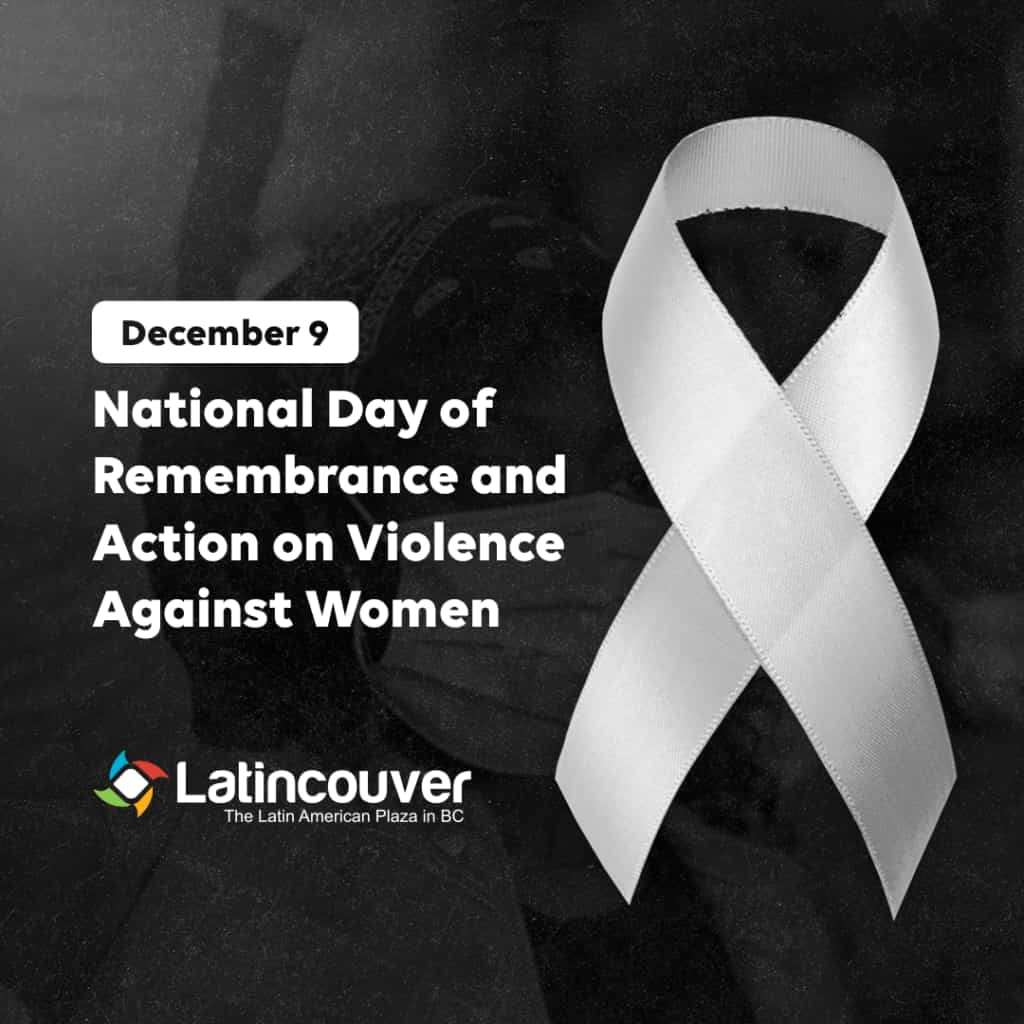 December 9
National Day of
Remembrance and
Action on Violence
Against Women
Latincouver
The Latin American Plaza in BC